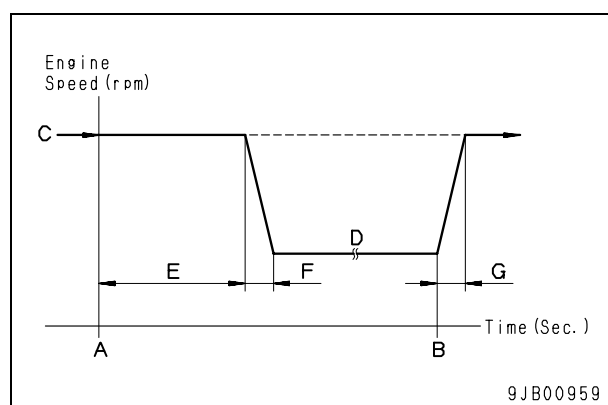 Engine
Speed (rpm)
C
D
E
F
G
Time (Sec.)
A
B
9JB00959